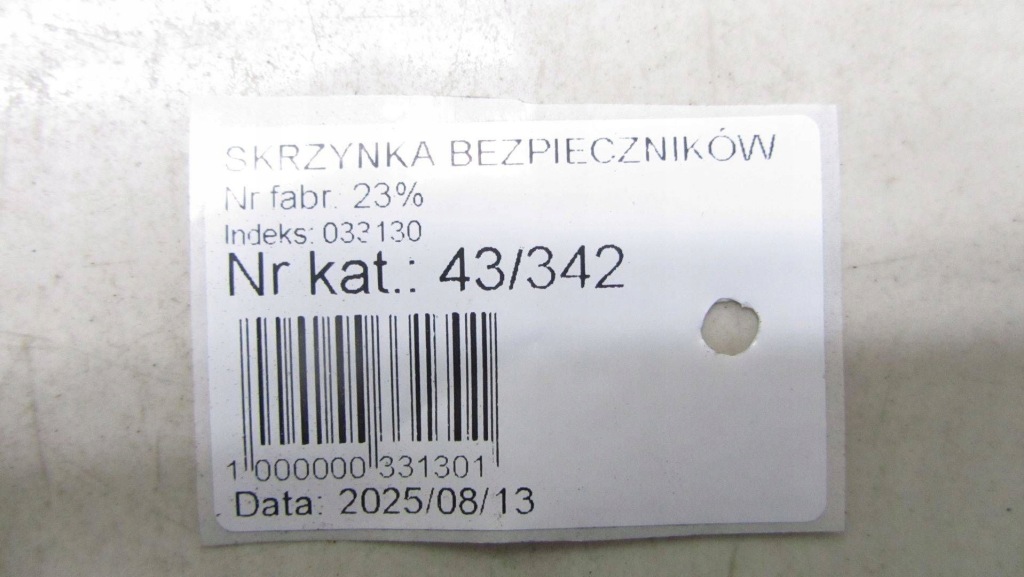 SKRZYNKA BEZPIECZNIKÓW
Nr fabr: 23%
Indeks: 033130
Nr kat.: 43/342
1 000000 331301
Data: 2025/08/13